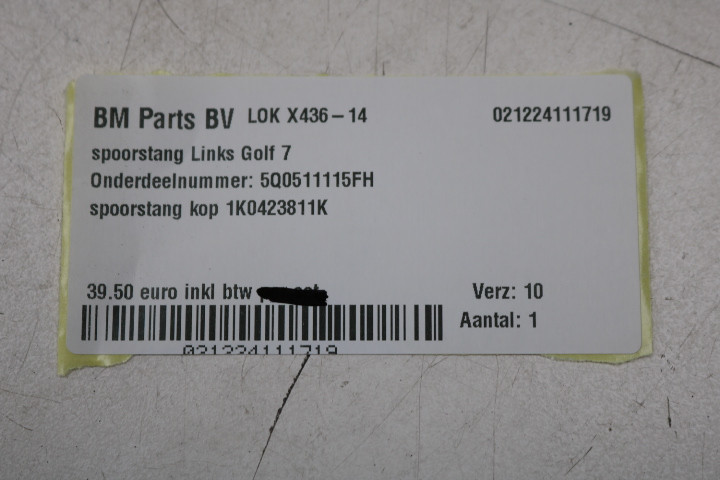 BM Parts BV LOK X436-14 021224111719
spoorstang Links Golf 7
Onderdeelnummer: 5Q0511115FH
spoorstang kop 1K0423811K
39.50 euro inkl btw Verz: 10
Aantal: 1
021224111719